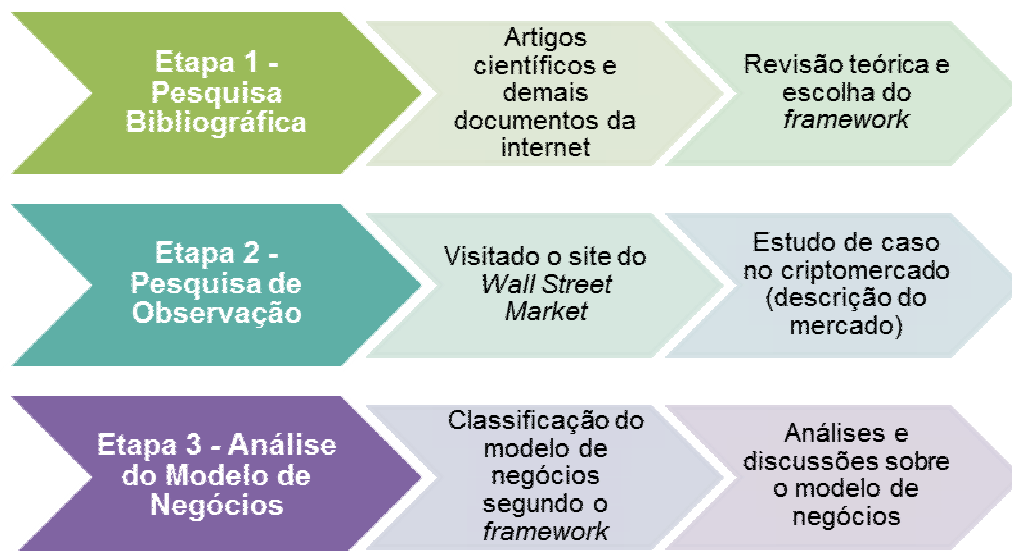 Etapa 1 -
Pesquisa
Bibliográfica
Artigos
científicos e
demais
documentos da
internet
Revisão teórica e
escolha do
framework
Etapa 2 -
Pesquisa de
Observação
Visitado o site do
Wall Street
Market
Estudo de caso
no criptomercado
(descrição do
mercado)
Etapa 3 - Análise
do Modelo de
Negócios
Classificação do
modelo de
negócios
segundo o
framework
Análises e
discussões sobre
o modelo de
negócios